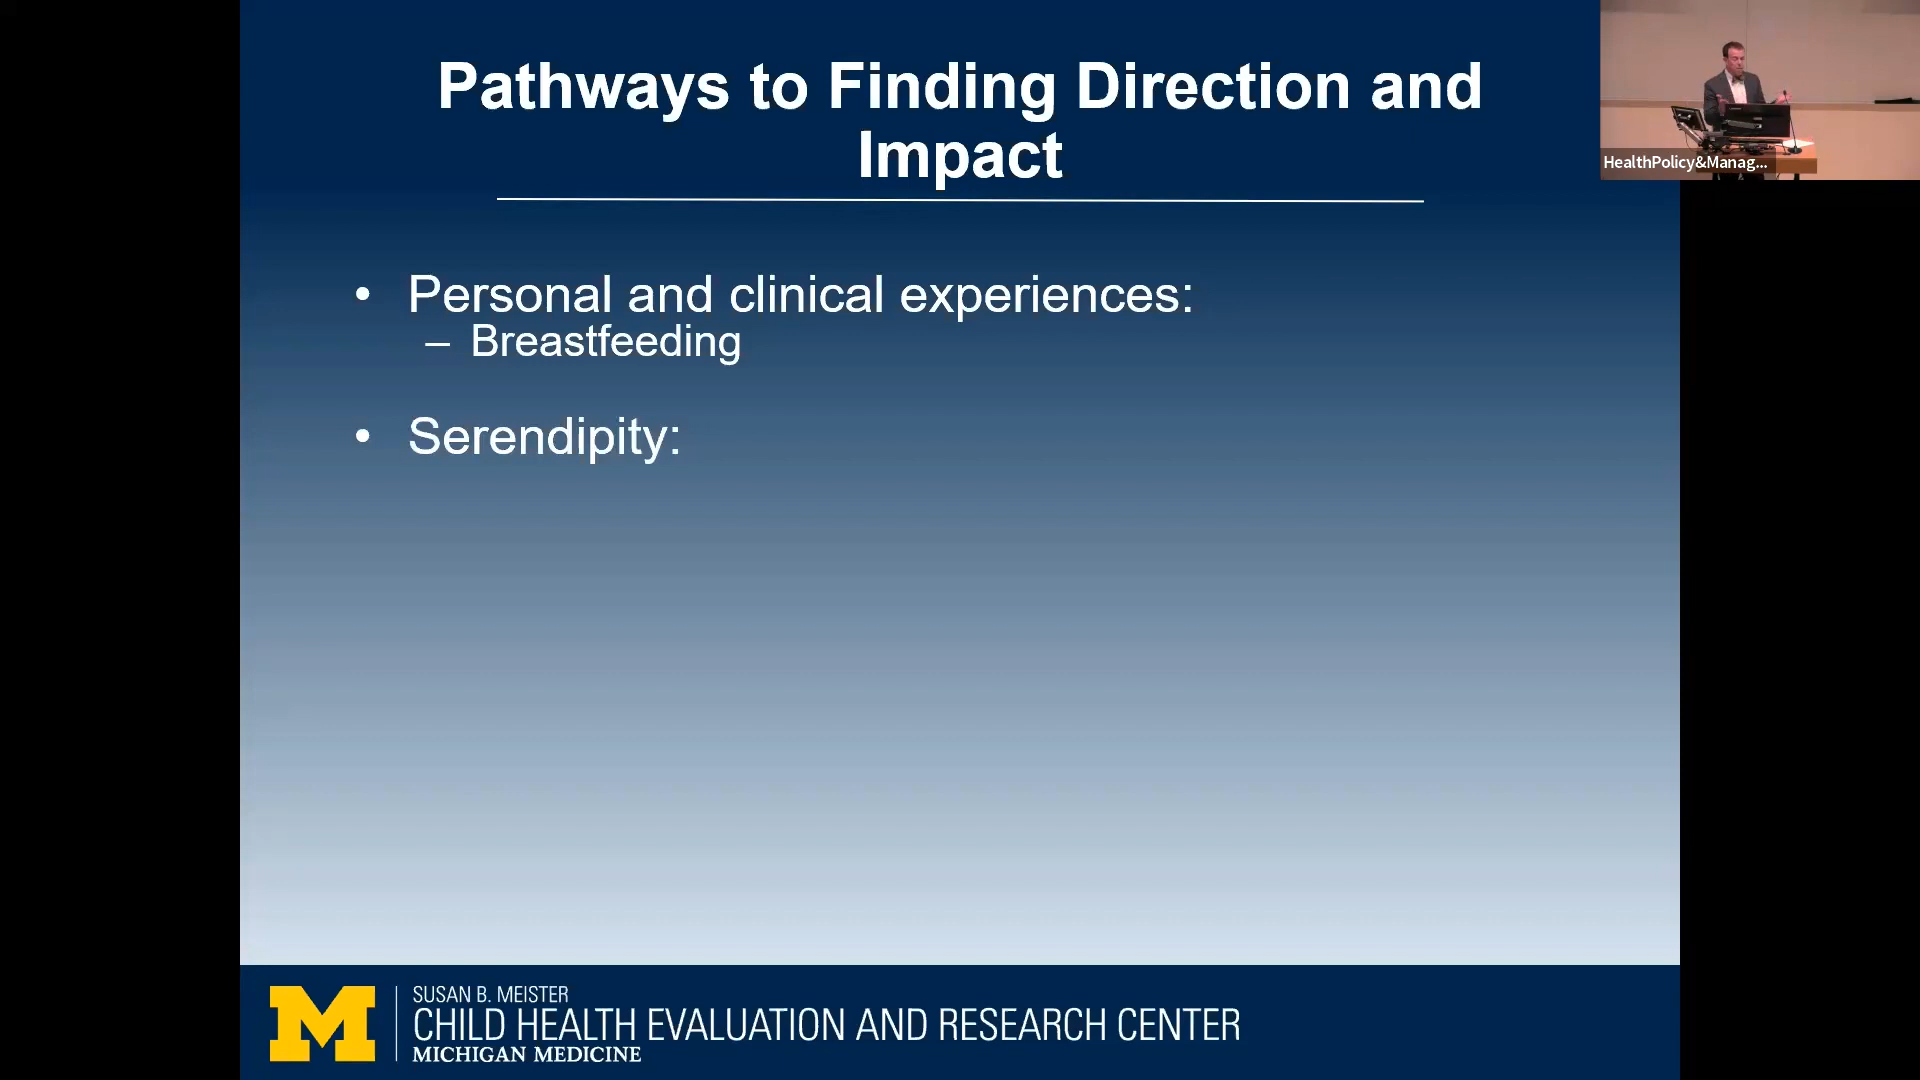 Pathways to Finding Direction and
Impact
• Personal and clinical experiences:
– Breastfeeding
• Serendipity:
HealthPolicy&Manag...
M
SUSAN B. MEISTER
CHILD HEALTH EVALUATION AND RESEARCH CENTER
MICHIGAN MEDICINE